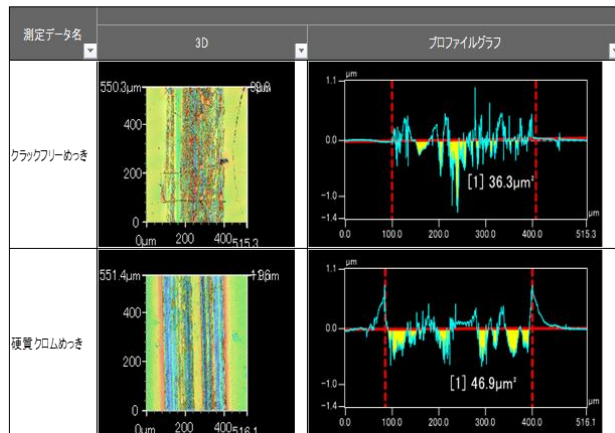 測定データ名
3D
プロファイルグラフ
クラックフリーめっき
550.3μm
400
200
0
0μm 200 400 515.3
μm
1.1
0.0
-1.0
-1.4
[1] 36.3μm²
0.0 100.0 200.0 300.0 400.0 515.3
硬質クロムめっき
551.4μm
400
200
0
0μm 200 400 516.1
μm
1.1
0.0
-1.0
-1.4
[1] 46.9μm²
0.0 100.0 200.0 300.0 400.0 516.1